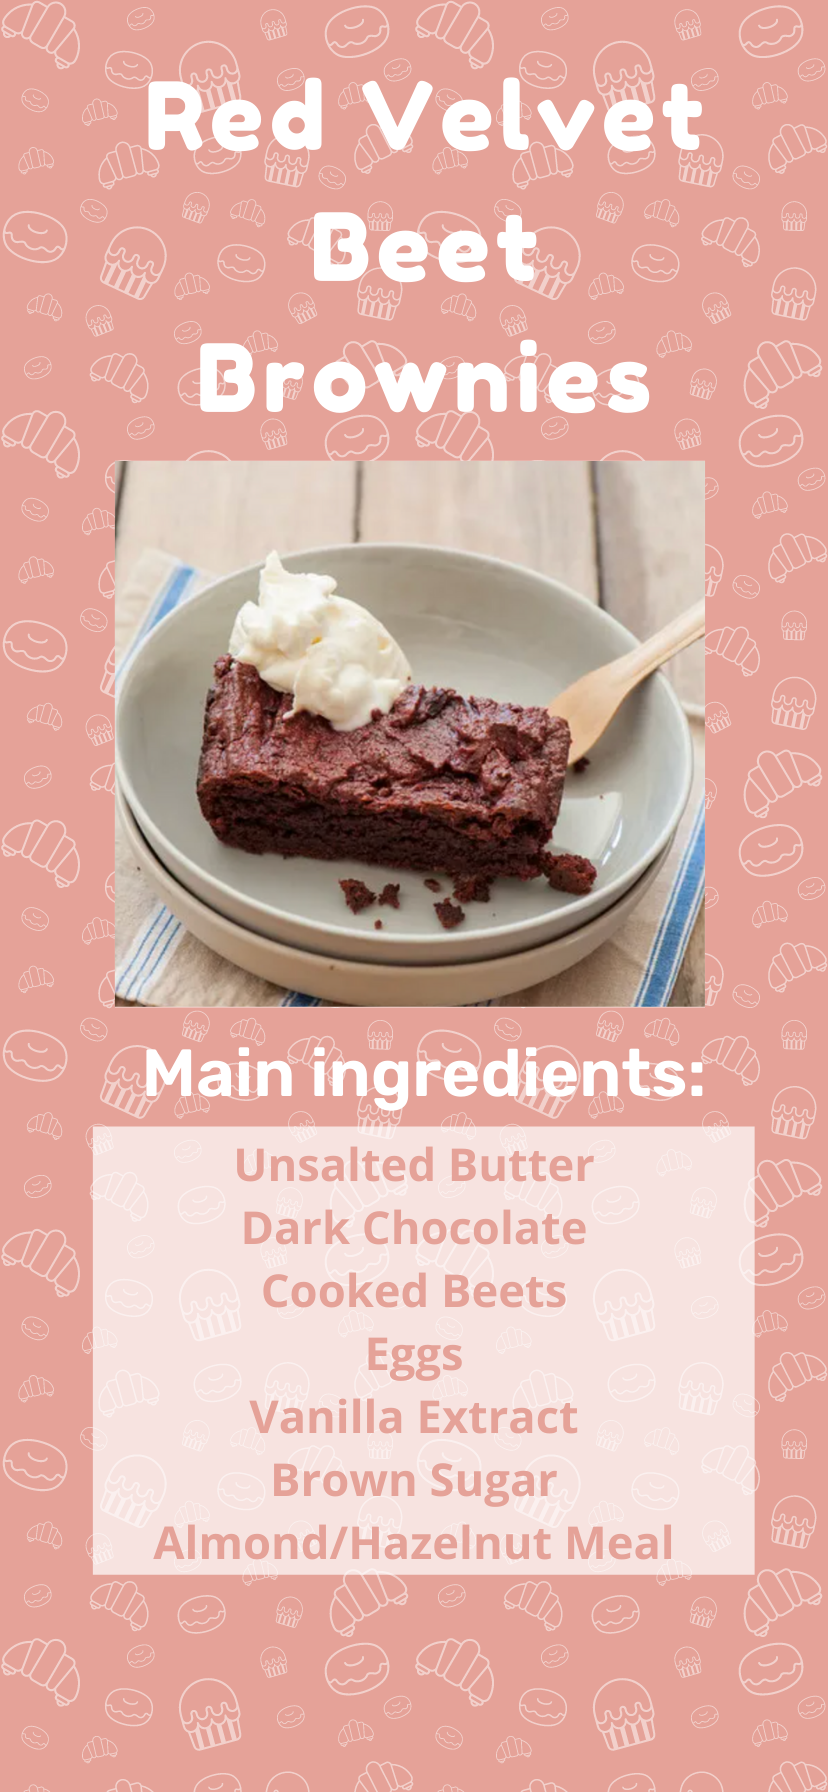 Red Velvet
Beet
Brownies
Main ingredients:
Unsalted Butter
Dark Chocolate
Cooked Beets
Eggs
Vanilla Extract
Brown Sugar
Almond/Hazelnut Meal